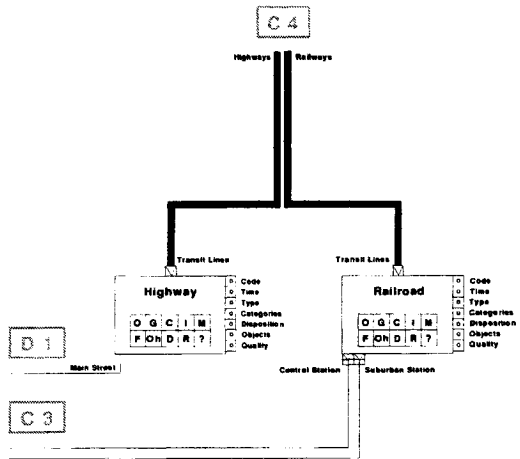 C 4
Highways Railways
Transit Lines Transit Lines
Highway
Code
Time
Type
Categories
Disposition
Objects
Quality
O G C I M
F Oh D R ?
Railroad
Code
Time
Type
Categories
Disposition
Objects
Quality
O G C I M
F Oh D R ?
D 1
Main Street
Central Station Suburban Station
C 3